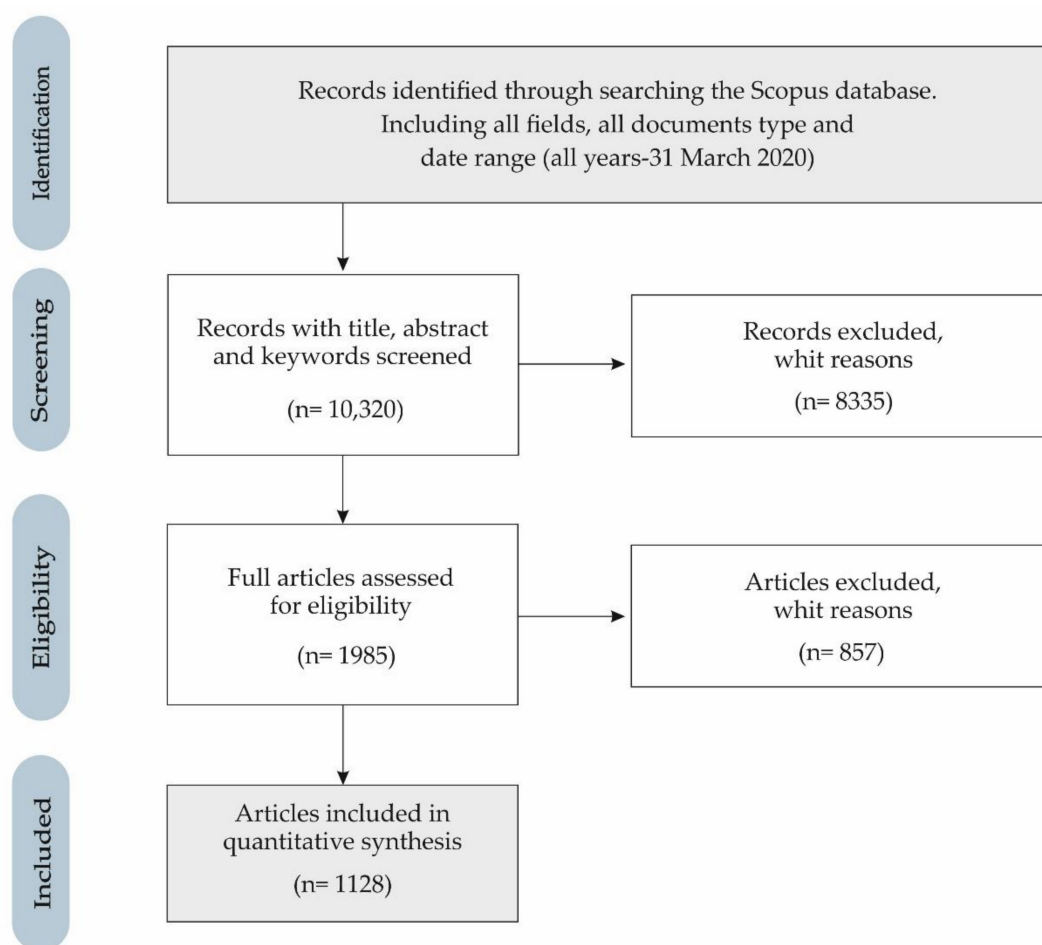 Identification
Records identified through searching the Scopus database.
Including all fields, all documents type and
date range (all years-31 March 2020)
Screening
Records with title, abstract
and keywords screened
(n= 10,320)
Records excluded,
whit reasons
(n= 8335)
Eligibility
Full articles assessed
for eligibility
(n= 1985)
Articles excluded,
whit reasons
(n= 857)
Included
Articles included in
quantitative synthesis
(n= 1128)